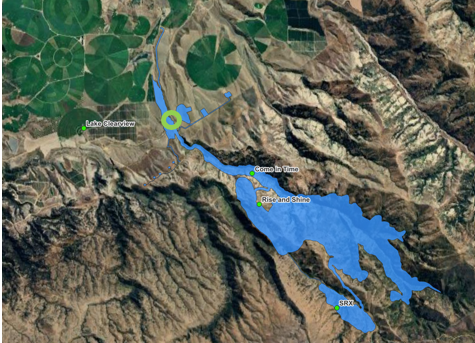 Lake Clearview
Come in Time
Rise and Shine
SRX